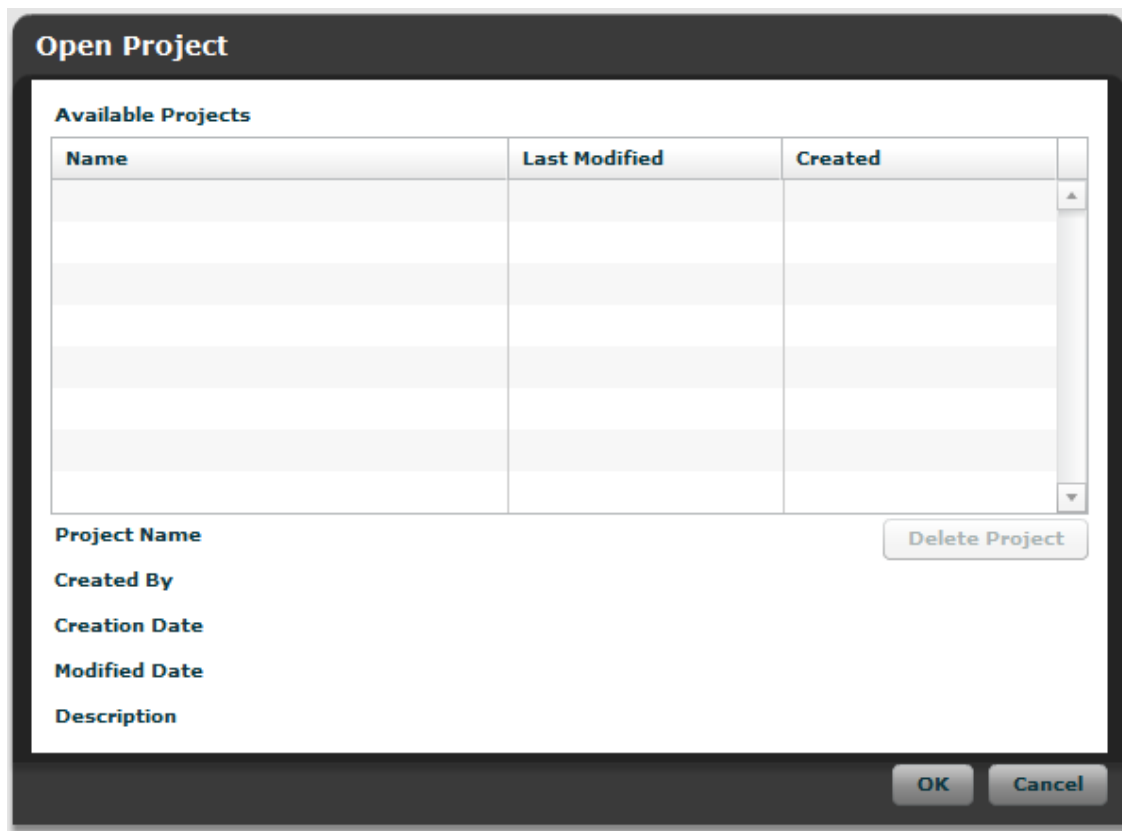 Open Project
Available Projects
Name Last Modified Created
Project Name Delete Project
Created By
Creation Date
Modified Date
Description
OK Cancel